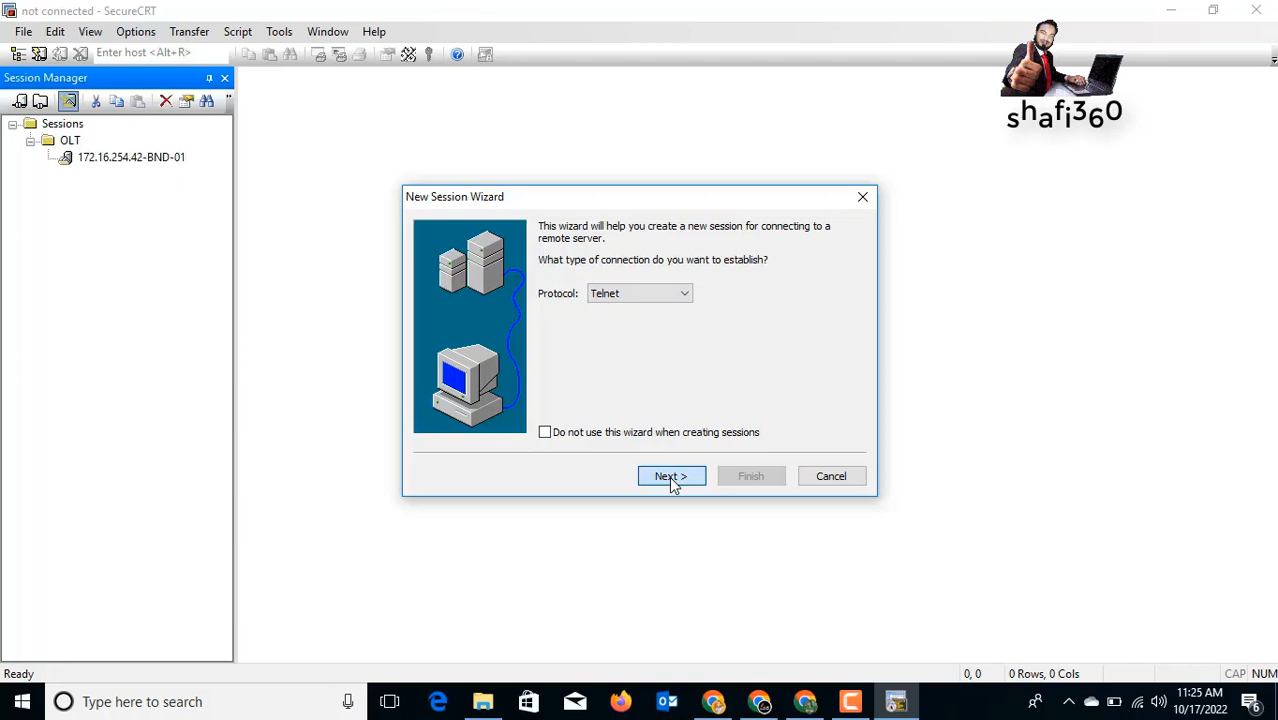 not connected - SecureCRT
File Edit View Options Transfer Script Tools Window Help
Enter host <Alt+R>
Session Manager
Sessions
OLT
172.16.254.42-BND-01
shafi360
New Session Wizard
This wizard will help you create a new session for connecting to a
remote server.
What type of connection do you want to establish?
Protocol: Telnet
Do not use this wizard when creating sessions
Next > Finish Cancel
Ready 0, 0 0 Rows, 0 Cols CAP NUM
Type here to search
11:25 AM
10/17/2022
6